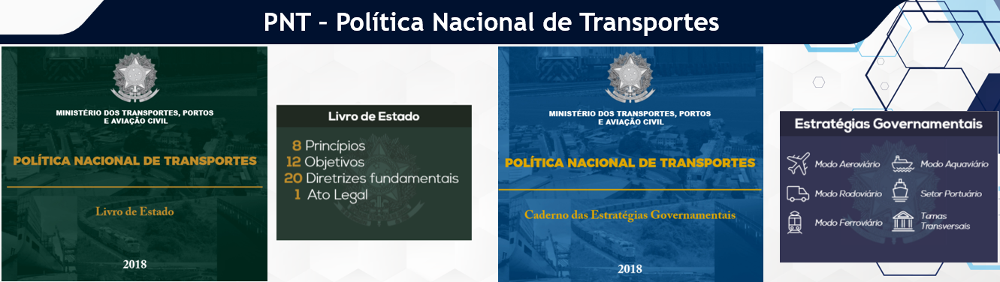 PNT – Política Nacional de Transportes
MINISTÉRIO DOS TRANSPORTES, PORTOS
E AVIAÇÃO CIVIL
POLÍTICA NACIONAL DE TRANSPORTES
Livro de Estado
2018
Livro de Estado
8 Princípios
12 Objetivos
20 Diretrizes fundamentais
1 Ato Legal
MINISTÉRIO DOS TRANSPORTES, PORTOS
E AVIAÇÃO CIVIL
POLÍTICA NACIONAL DE TRANSPORTES
Caderno das Estratégias Governamentais
2018
Estratégias Governamentais
Modo Aeroviário
Modo Aquaviário
Modo Rodoviário
Setor Portuário
Modo Ferroviário
Temas
Transversais